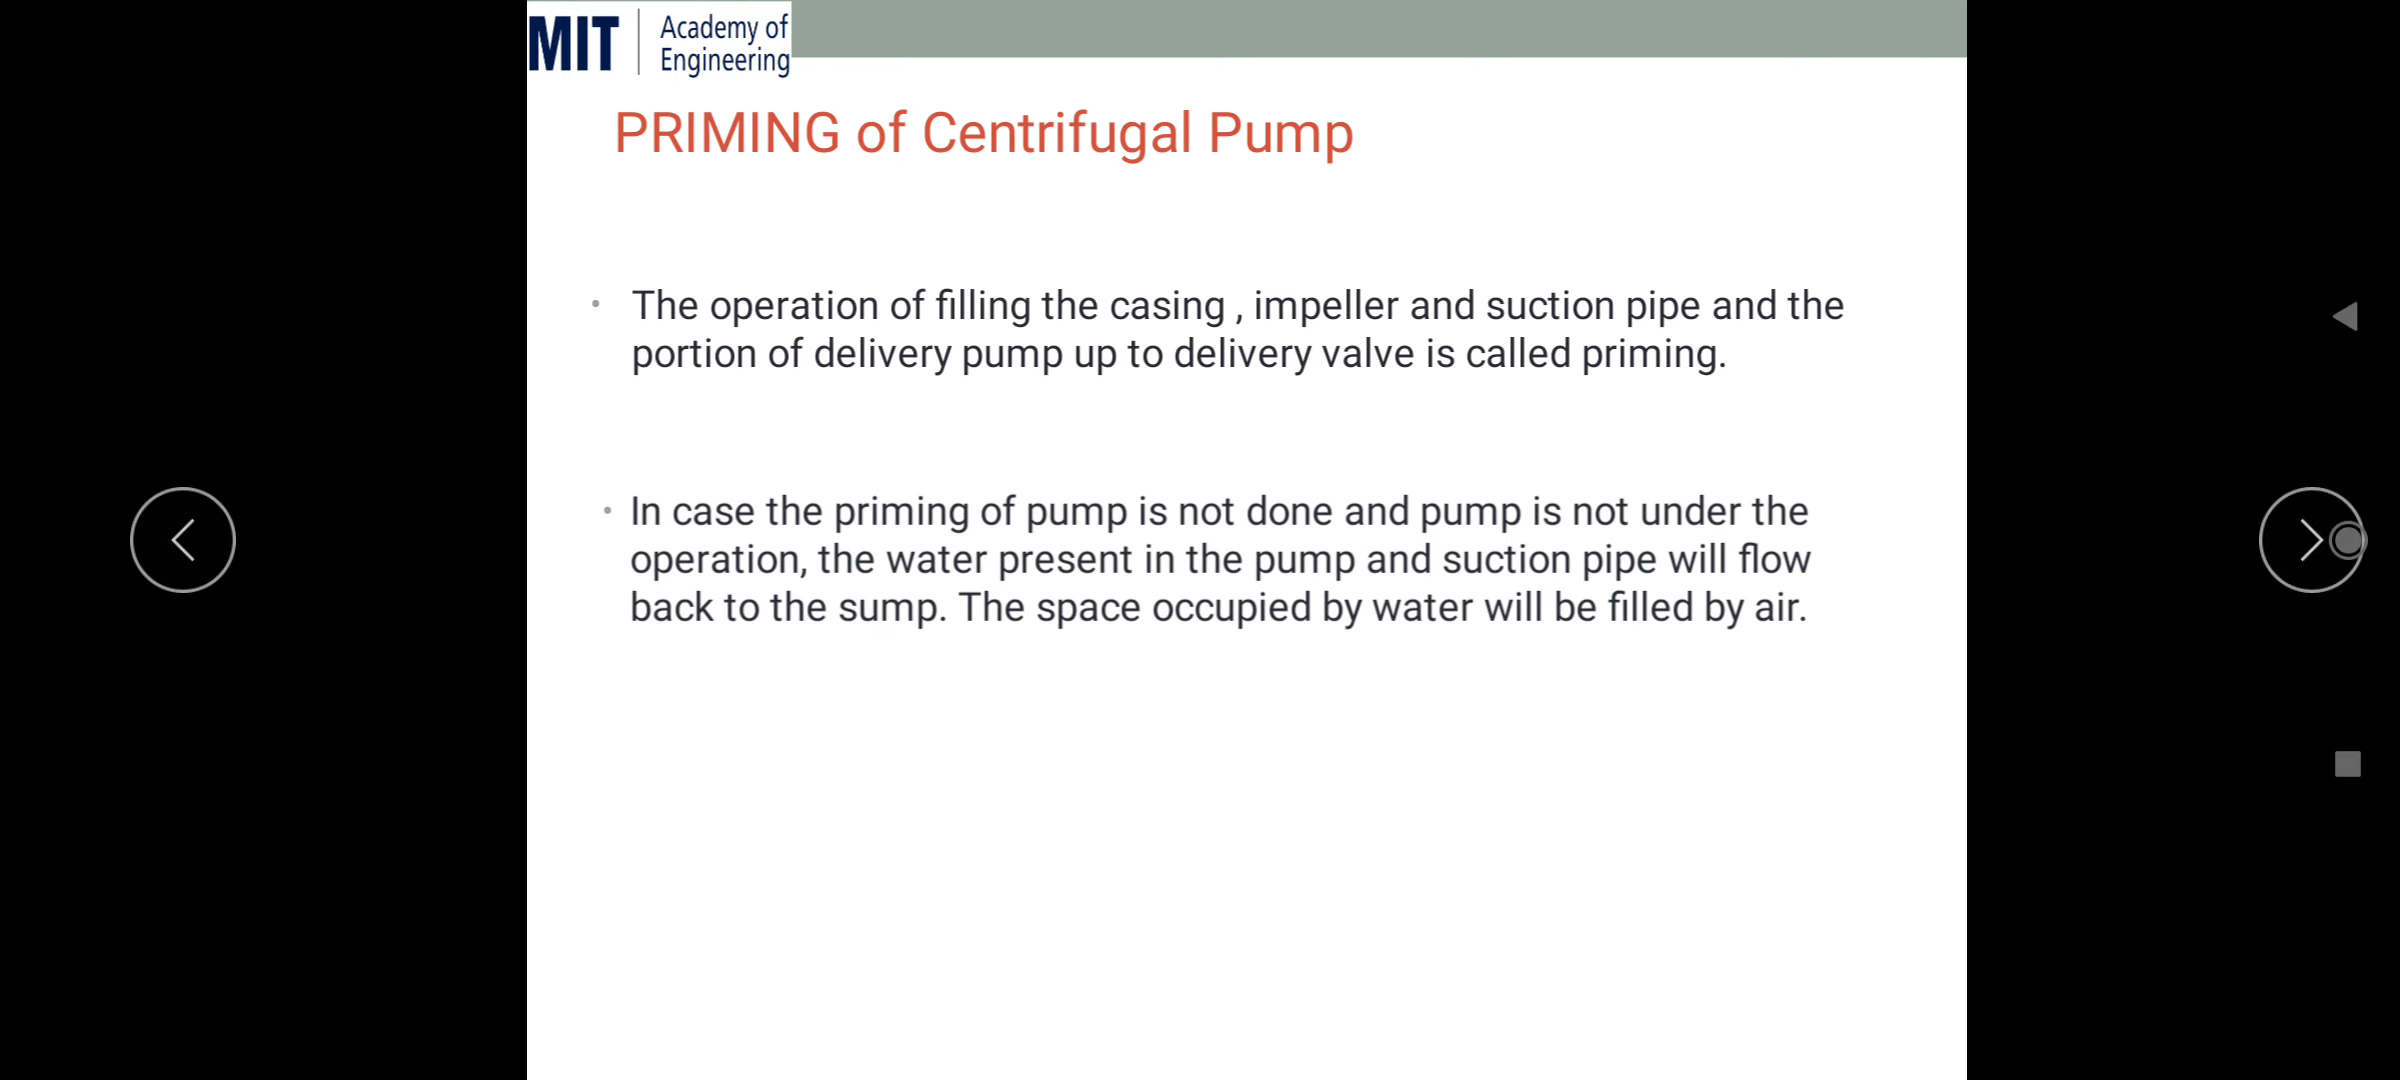 MIT
Academy of
Engineering
PRIMING of Centrifugal Pump
• The operation of filling the casing , impeller and suction pipe and the
portion of delivery pump up to delivery valve is called priming.
• In case the priming of pump is not done and pump is not under the
operation, the water present in the pump and suction pipe will flow
back to the sump. The space occupied by water will be filled by air.